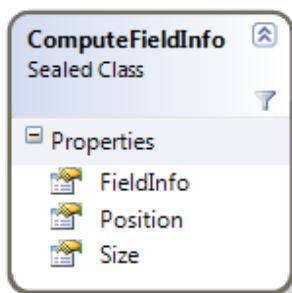 ComputeFieldInfo
Sealed Class
Properties
FieldInfo
Position
Size